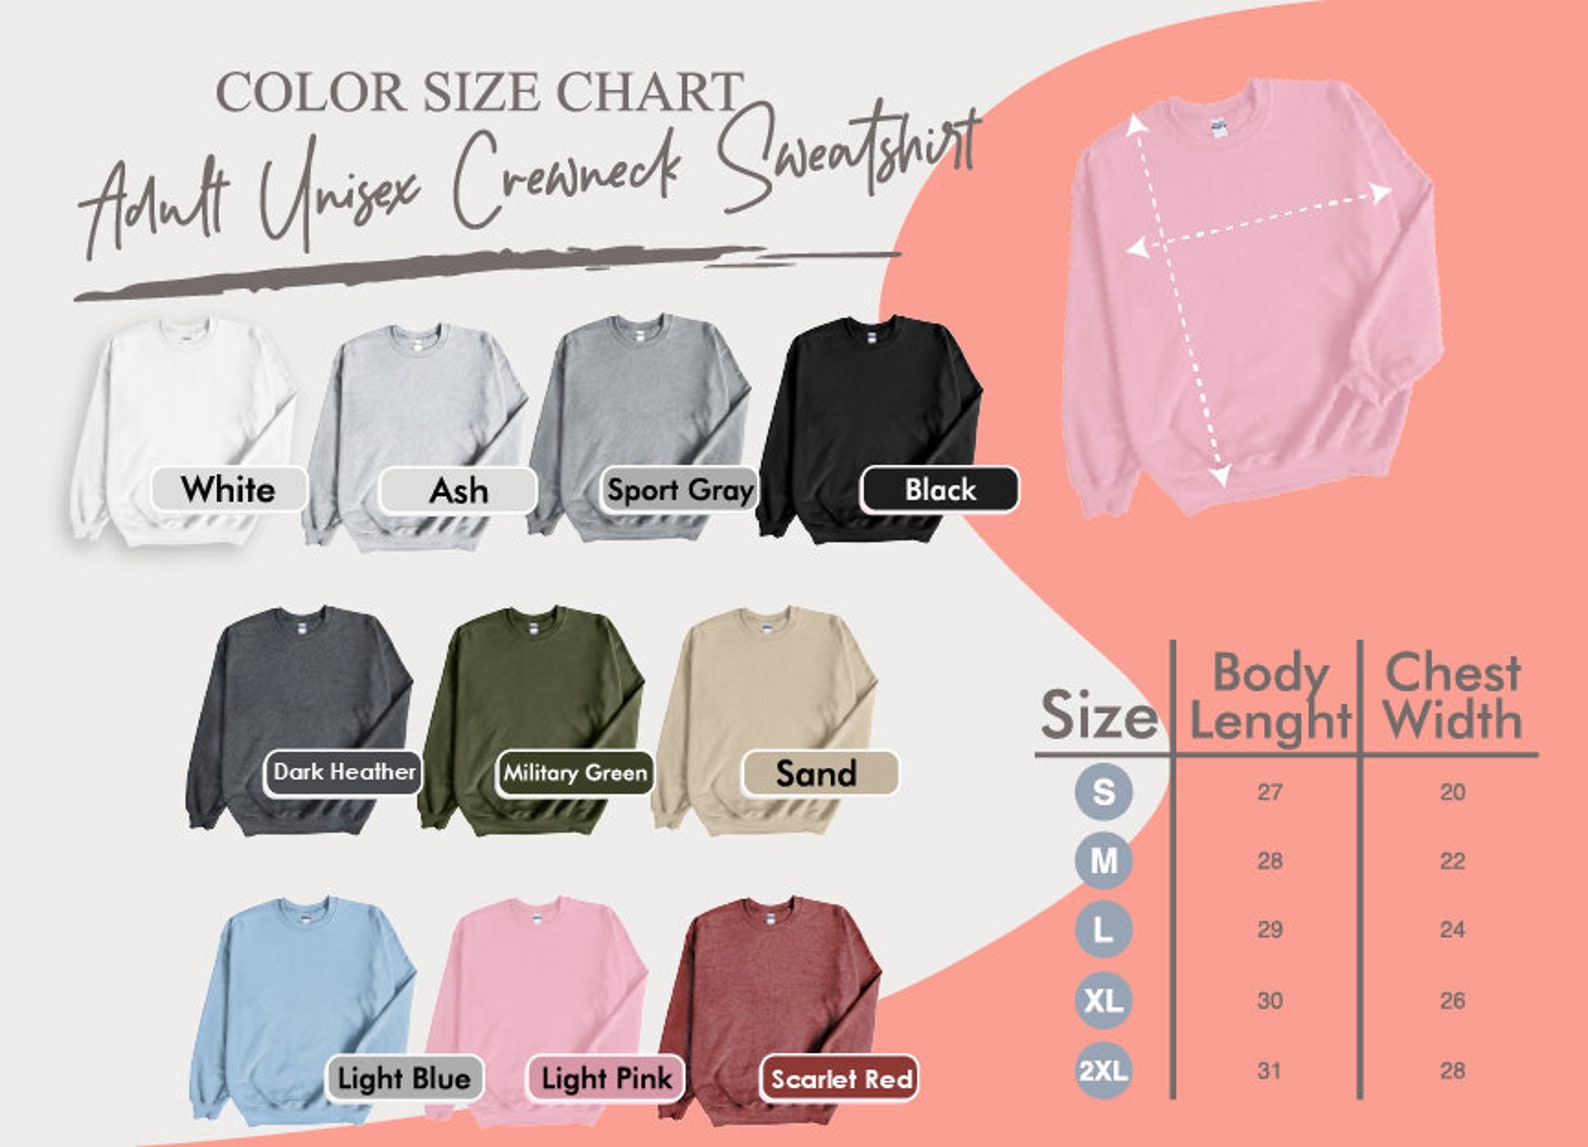 COLOR SIZE CHART
Adult Unisex Crewneck Sweatshirt
White
Ash
Sport Gray
Black
Dark Heather
Military Green
Sand
Light Blue
Light Pink
Scarlet Red
Size
Body Lenght
Chest Width
S 27 20
M 28 22
L 29 24
XL 30 26
2XL 31 28